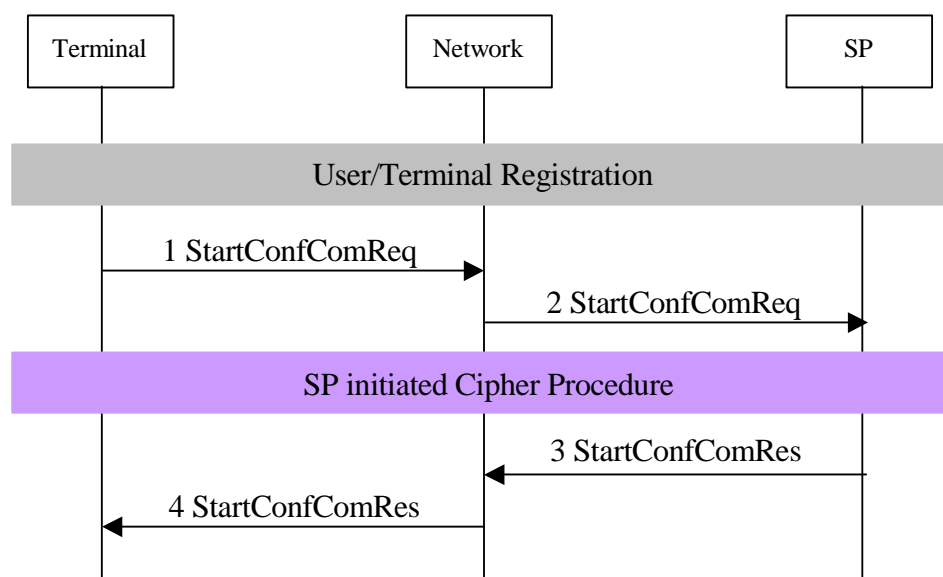 Terminal
Network
SP
User/Terminal Registration
1 StartConfComReq
2 StartConfComReq
SP initiated Cipher Procedure
3 StartConfComRes
4 StartConfComRes